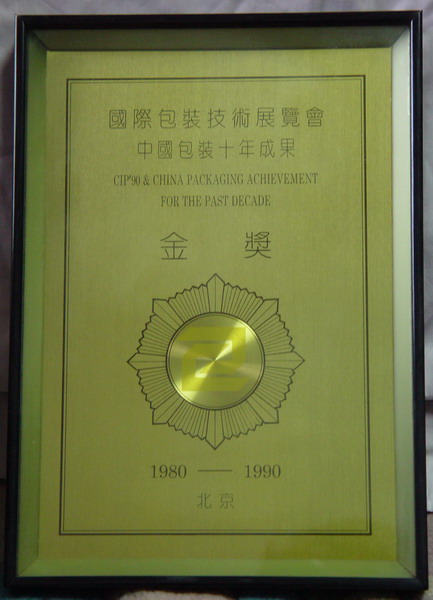 國際包裝技術展覽會
中國包裝十年成果
CIP'90 & CHINA PACKAGING ACHIEVEMENT
FOR THE PAST DECADE
金 獎
1980 — 1990
北京